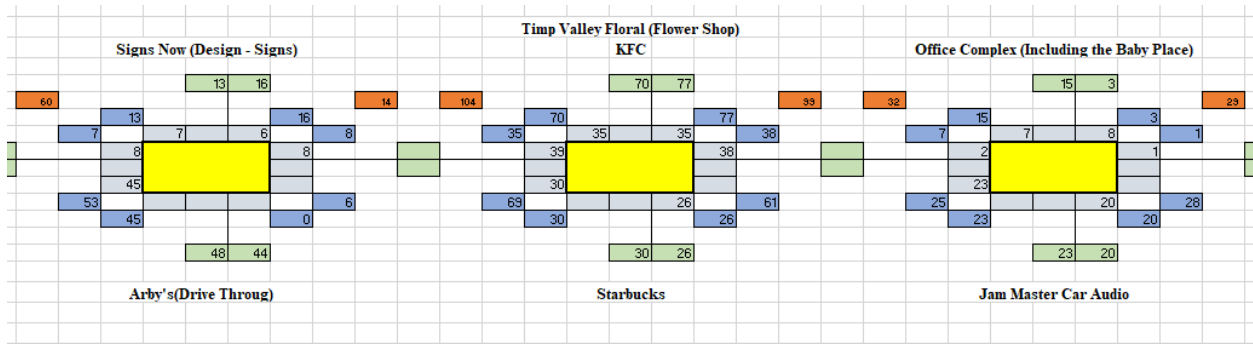 Timp Valley Floral (Flower Shop)
Signs Now (Design - Signs) KFC Office Complex (Including the Baby Place)
13 16 70 77 15 3
60 14 104 99 32 29
13 16 70 77 15 3
7 7 6 8 35 35 35 38 7 7 8 1
8 8 39 38 2 1
45 30 23
53 6 69 26 61 25 20 28
45 0 30 26 23 20
48 44 30 26 23 20
Arby's(Drive Throug) Starbucks Jam Master Car Audio